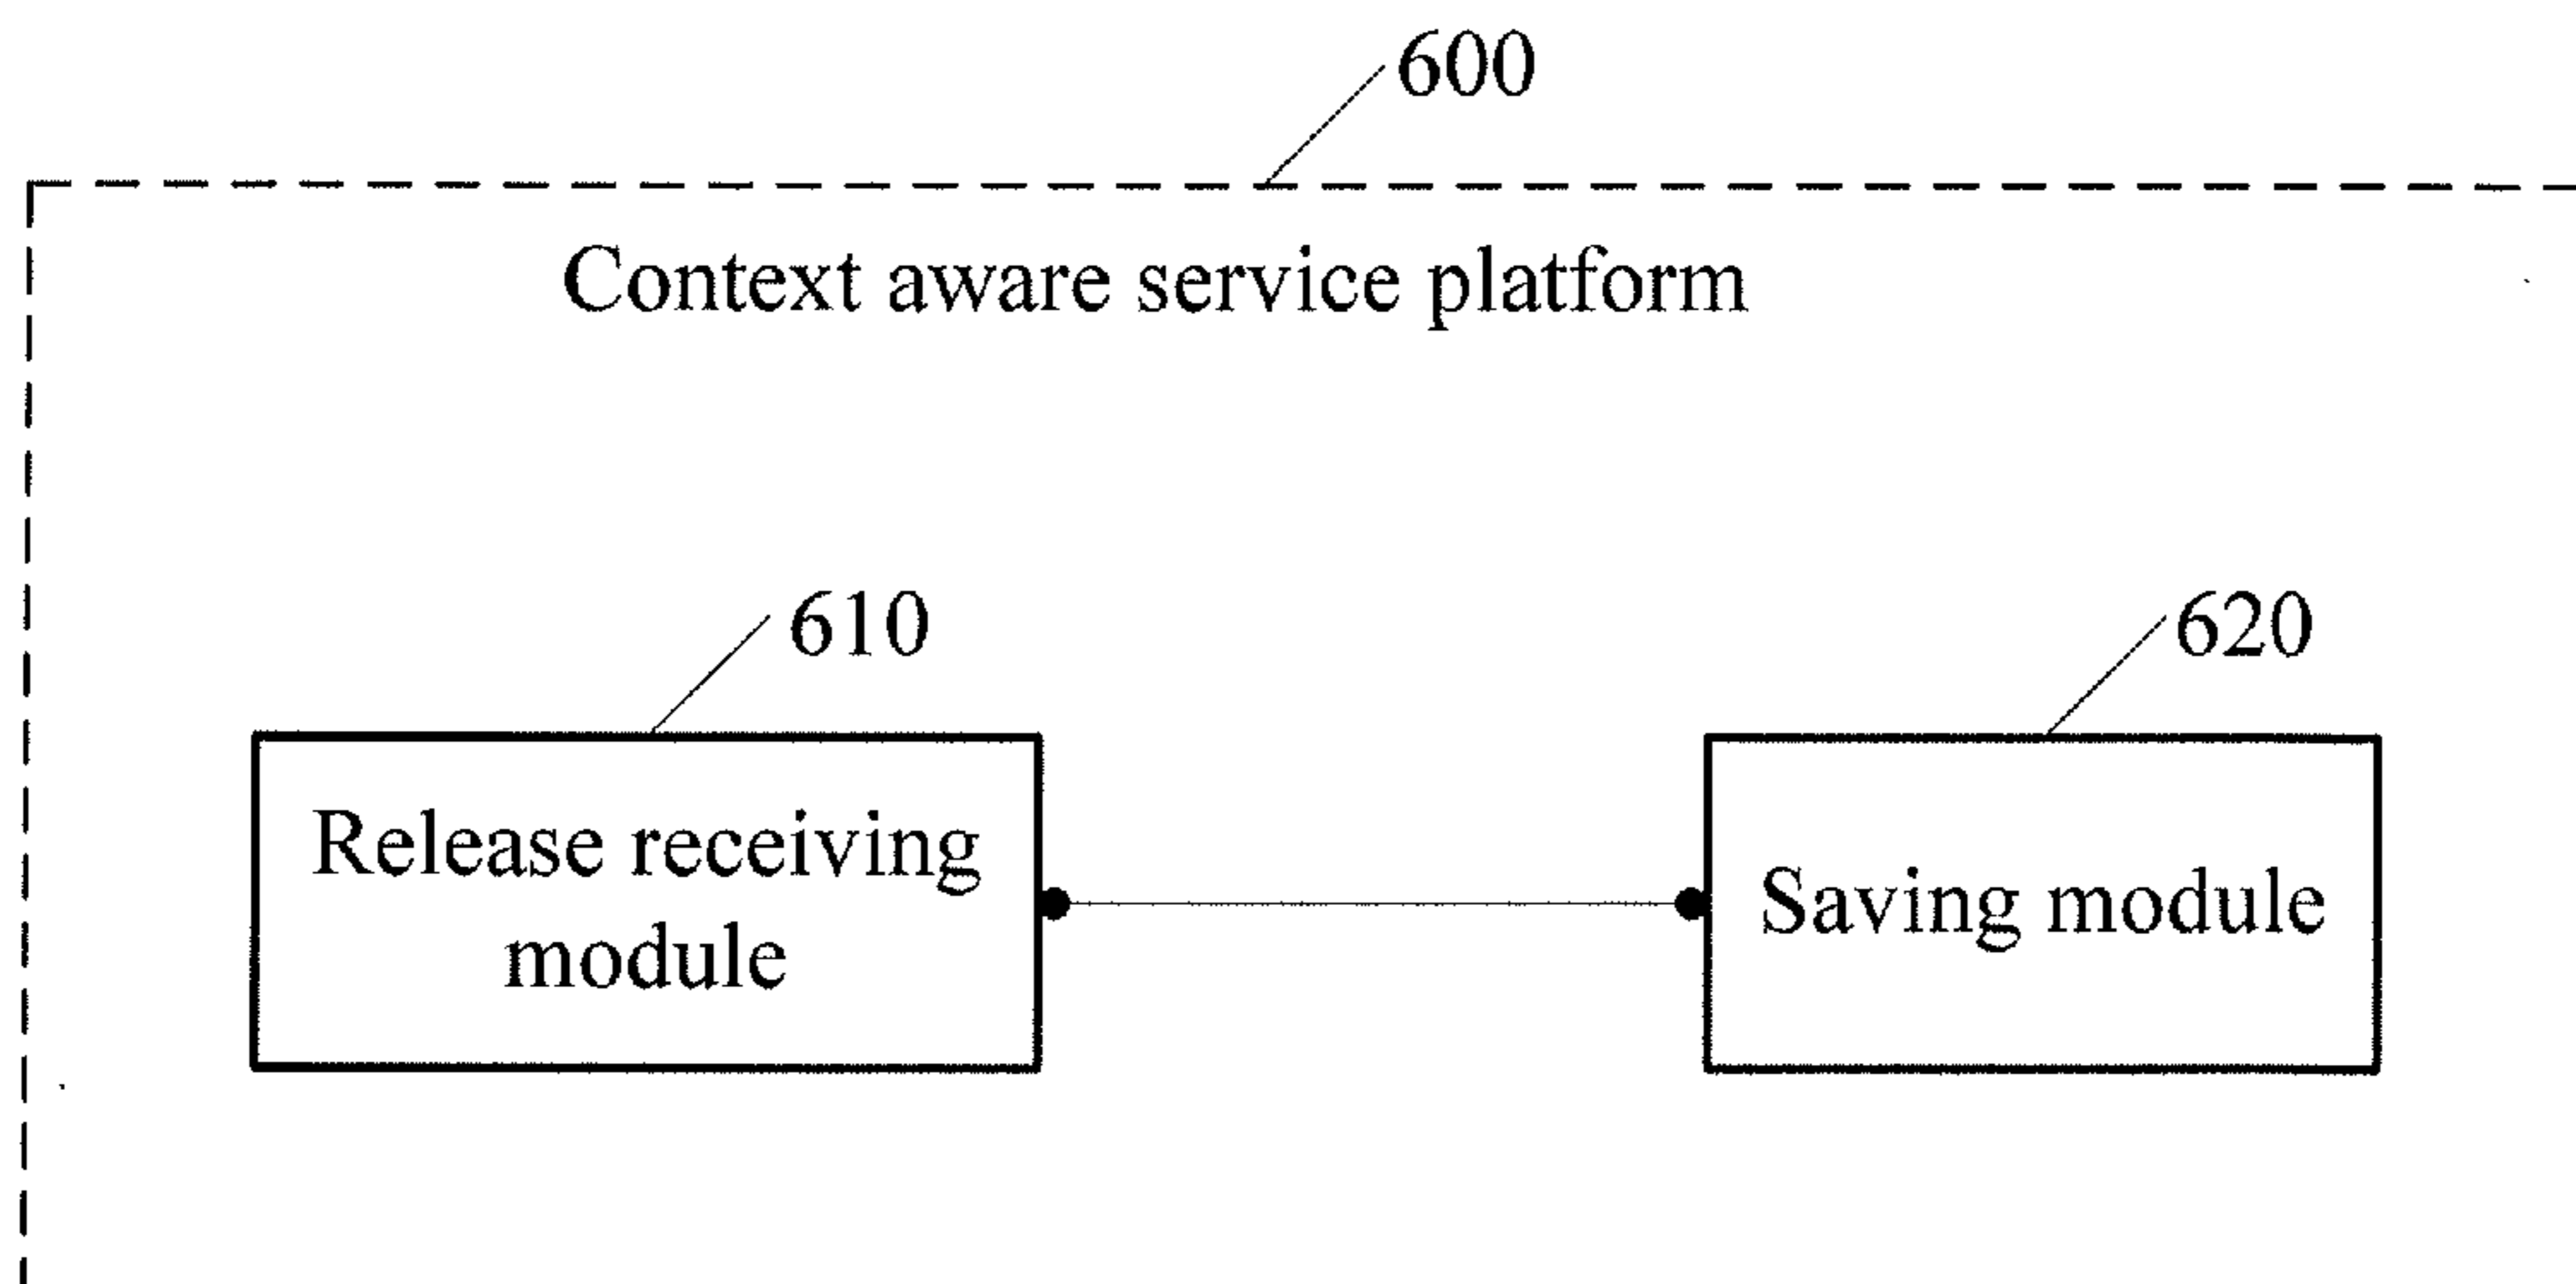 600
Context aware service platform
610
620
Release receiving
module
Saving module